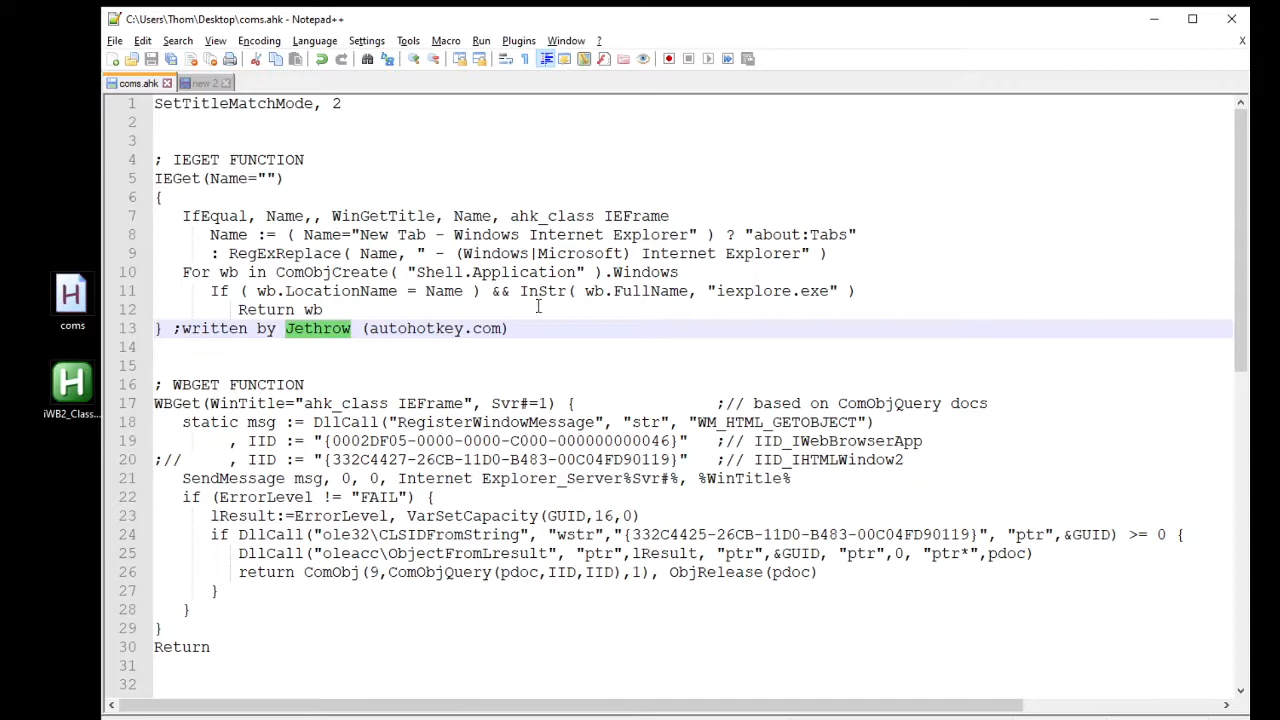 C:\Users\Thom\Desktop\coms.ahk - Notepad++
File Edit Search View Encoding Language Settings Tools Macro Run Plugins Window ? X
coms.ahk new 2
1 SetTitleMatchMode, 2
2
3
4 ; IEGET FUNCTION
5 IEGet(Name="")
6 {
7 IfEqual, Name,, WinGetTitle, Name, ahk_class IEFrame
8 Name := ( Name="New Tab - Windows Internet Explorer" ) ? "about:Tabs"
9 : RegExReplace( Name, " - (Windows|Microsoft) Internet Explorer" )
10 For wb in ComObjCreate( "Shell.Application" ).Windows
11 If ( wb.LocationName = Name ) && InStr( wb.FullName, "iexplore.exe" )
12 Return wb
13 } ;written by Jethrow (autohotkey.com)
14
15
16 ; WBGET FUNCTION
17 WBGet(WinTitle="ahk_class IEFrame", Svr#=1) { ;// based on ComObjQuery docs
18 static msg := DllCall("RegisterWindowMessage", "str", "WM_HTML_GETOBJECT")
19 , IID := "{0002DF05-0000-0000-C000-000000000046}" ;// IID_IWebBrowserApp
20 ;// , IID := "{332C4427-26CB-11D0-B483-00C04FD90119}" ;// IID_IHTMLWindow2
21 SendMessage msg, 0, 0, Internet Explorer_Server%Svr#%, %WinTitle%
22 if (ErrorLevel != "FAIL") {
23 lResult:=ErrorLevel, VarSetCapacity(GUID,16,0)
24 if DllCall("ole32\CLSIDFromString", "wstr","{332C4425-26CB-11D0-B483-00C04FD90119}", "ptr",&GUID) >= 0 {
25 DllCall("oleacc\ObjectFromLresult", "ptr",lResult, "ptr",&GUID, "ptr",0, "ptr*",pdoc)
26 return ComObj(9,ComObjQuery(pdoc,IID,IID),1), ObjRelease(pdoc)
27 }
28 }
29 }
30 Return
31
32
coms
iWB2_Class...